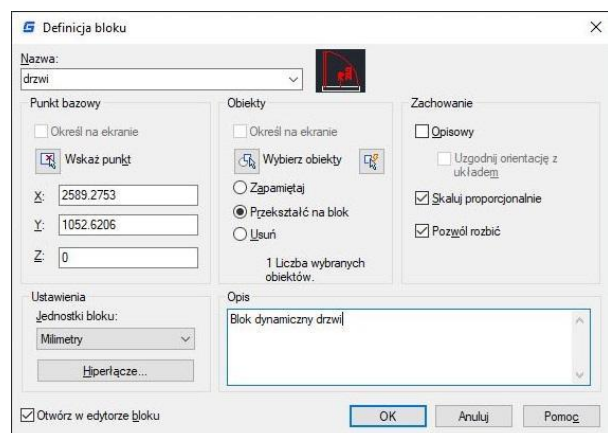 Definicja bloku
Nazwa:
drzwi
Punkt bazowy
Określ na ekranie
Wskaż punkt
X: 2589.2753
Y: 1052.6206
Z: 0
Obiekty
Określ na ekranie
Wybierz obiekty
Zapamiętaj
Przekształć na blok
Usuń
1 Liczba wybranych
obiektów.
Zachowanie
Opisowy
Uzgodnij orientację z
układem
Skaluj proporcjonalnie
Pozwól rozbić
Ustawienia
Jednostki bloku:
Milimetry
Hiperłącze...
Opis
Blok dynamiczny drzwi
Otwórz w edytorze bloku
OK
Anuluj
Pomoc